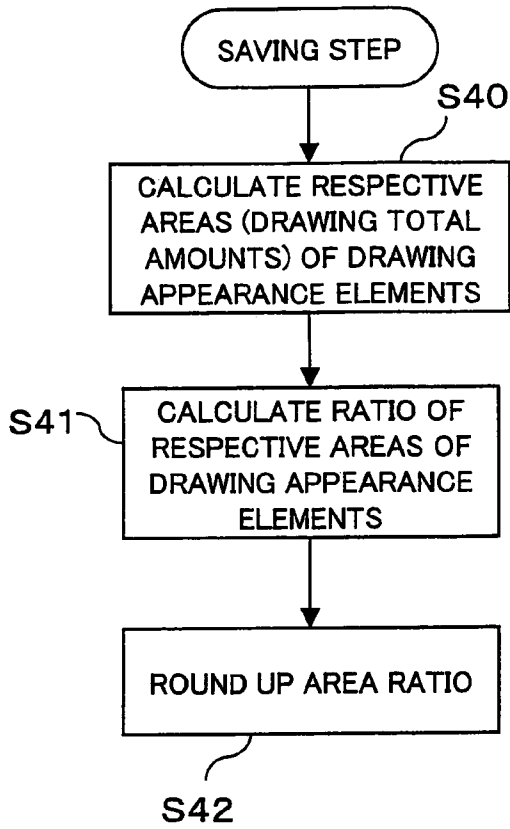 SAVING STEP
S40
CALCULATE RESPECTIVE
AREAS (DRAWING TOTAL
AMOUNTS) OF DRAWING
APPEARANCE ELEMENTS
S41
CALCULATE RATIO OF
RESPECTIVE AREAS OF
DRAWING APPEARANCE
ELEMENTS
ROUND UP AREA RATIO
S42